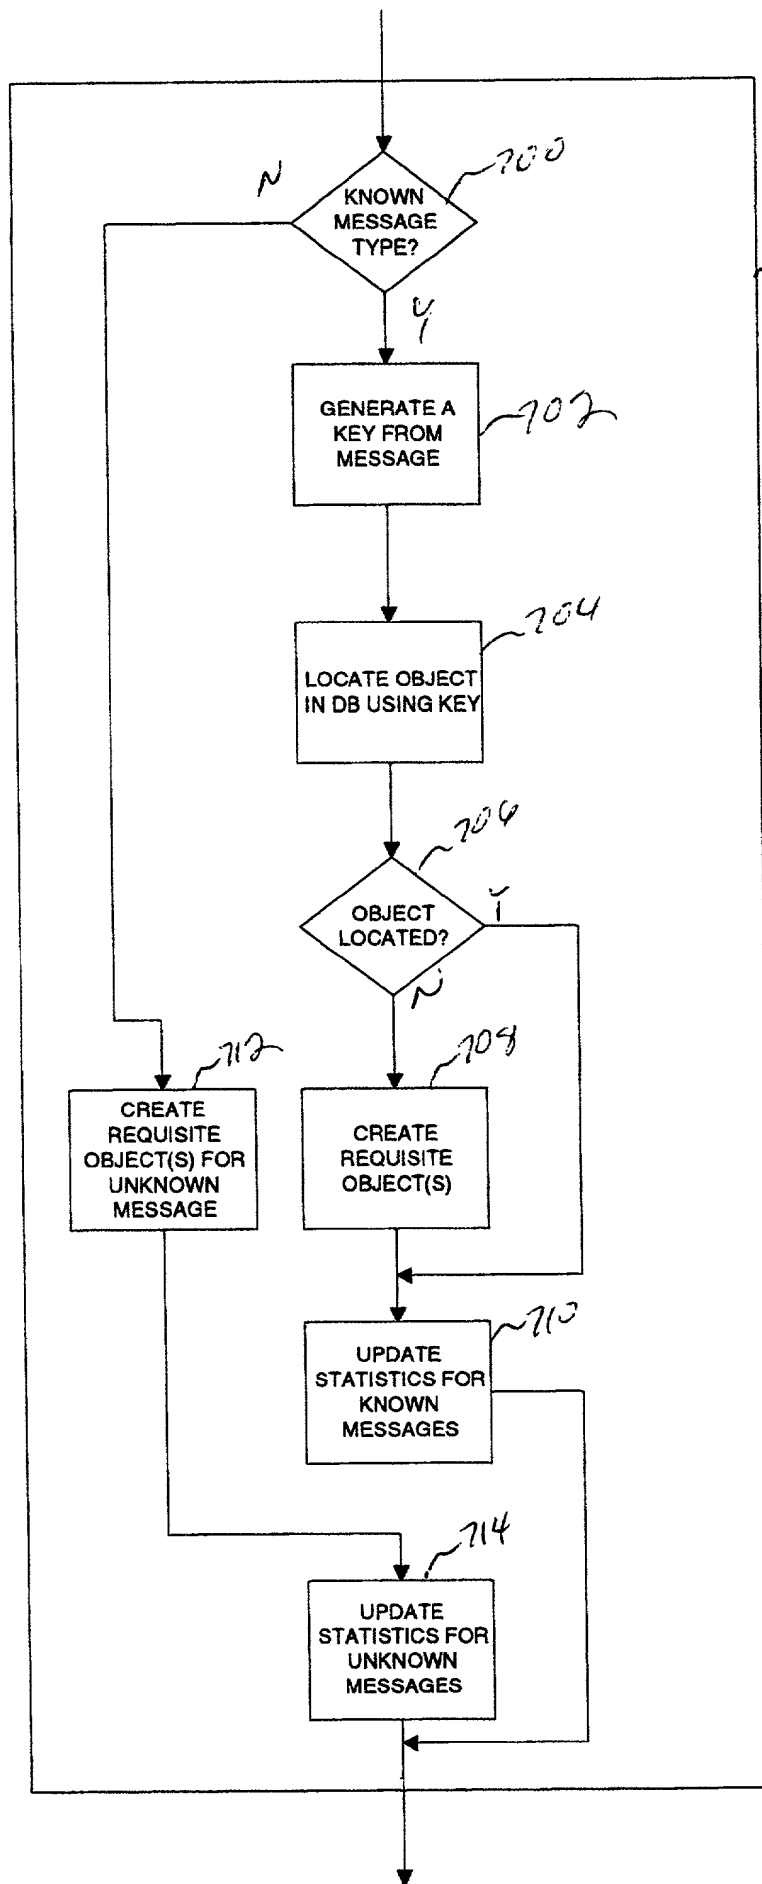 N
700
KNOWN
MESSAGE
TYPE?
Y
GENERATE A
KEY FROM
MESSAGE
702
704
LOCATE OBJECT
IN DB USING KEY
706
OBJECT
LOCATED?
Y
N
712
708
CREATE
REQUISITE
OBJECT(S) FOR
UNKNOWN
MESSAGE
CREATE
REQUISITE
OBJECT(S)
710
UPDATE
STATISTICS FOR
KNOWN
MESSAGES
714
UPDATE
STATISTICS FOR
UNKNOWN
MESSAGES